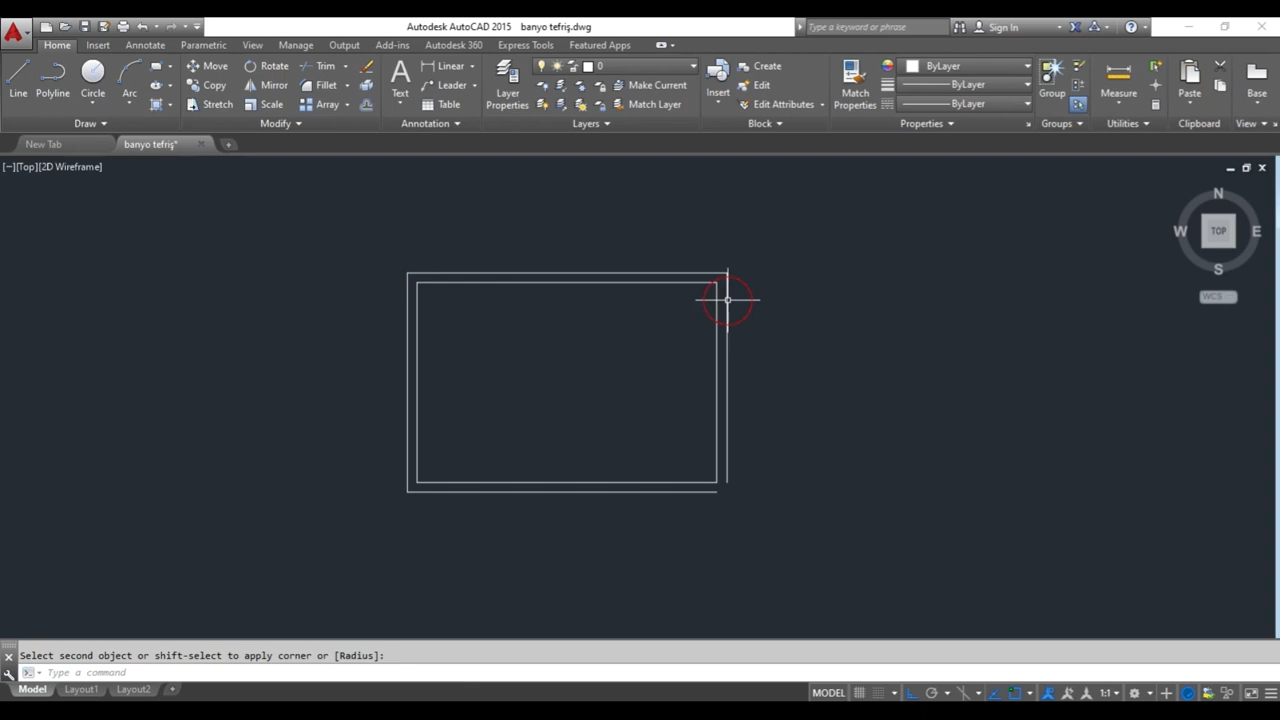 Autodesk AutoCAD 2015 banyo tefriş.dwg
Type a keyword or phrase
Sign In
Home Insert Annotate Parametric View Manage Output Add-ins Autodesk 360 Express Tools Featured Apps
Line Polyline Circle Arc
Move Rotate Trim
Copy Mirror Fillet
Stretch Scale Array
Text
Linear
Leader
Table
Layer
Properties
0
Make Current
Match Layer
Insert
Create
Edit
Edit Attributes
Match
Properties
ByLayer
ByLayer
ByLayer
Group
Measure
Paste
Base
Draw Modify Annotation Layers Block Properties Groups Utilities Clipboard View
New Tab banyo tefriş*
[−][Top][2D Wireframe]
N
W TOP E
S
WCS
Select second object or shift-select to apply corner or [Radius]:
Type a command
Model Layout1 Layout2
MODEL 1:1